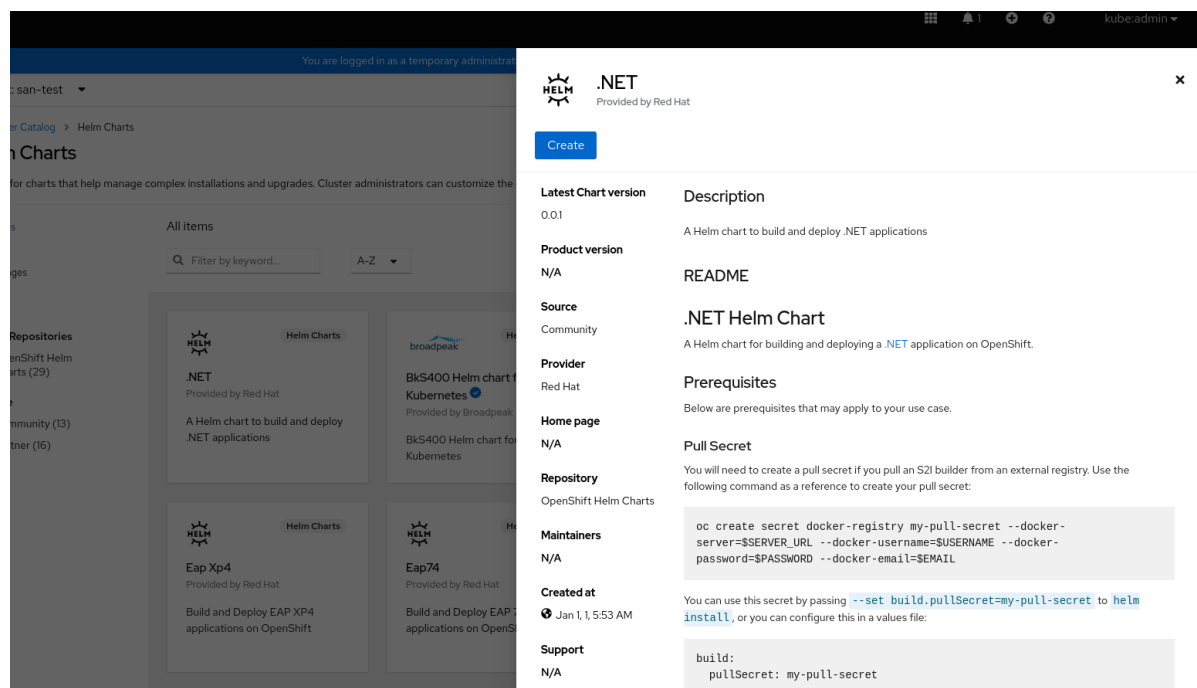 1
kube:admin
You are logged in as a temporary administrat
: san-test
er Catalog > Helm Charts
n Charts
for charts that help manage complex installations and upgrades. Cluster administrators can customize the
s
ges
Repositories
enShift Helm
arts (29)
e
mmunity (13)
tner (16)
All items
Filter by keyword...
A-Z
HELM
Helm Charts
.NET
Provided by Red Hat
A Helm chart to build and deploy
.NET applications
broadpeak
He
BkS400 Helm chart f
Kubernetes
Provided by Broadpeak
BkS400 Helm chart fo
Kubernetes
HELM
Helm Charts
Eap Xp4
Provided by Red Hat
Build and Deploy EAP XP4
applications on OpenShift
HELM
He
Eap74
Provided by Red Hat
Build and Deploy EAP 7
applications on OpenS
HELM
.NET
Provided by Red Hat
Create
Latest Chart version
0.0.1
Product version
N/A
Source
Community
Provider
Red Hat
Home page
N/A
Repository
OpenShift Helm Charts
Maintainers
N/A
Created at
Jan 1, 1, 5:53 AM
Support
N/A
Description
A Helm chart to build and deploy .NET applications
README
.NET Helm Chart
A Helm chart for building and deploying a .NET application on OpenShift.
Prerequisites
Below are prerequisites that may apply to your use case.
Pull Secret
You will need to create a pull secret if you pull an S2I builder from an external registry. Use the
following command as a reference to create your pull secret:
oc create secret docker-registry my-pull-secret --docker-
server=$SERVER_URL --docker-username=$USERNAME --docker-
password=$PASSWORD --docker-email=$EMAIL
You can use this secret by passing --set build.pullSecret=my-pull-secret to helm
install, or you can configure this in a values file:
build:
pullSecret: my-pull-secret